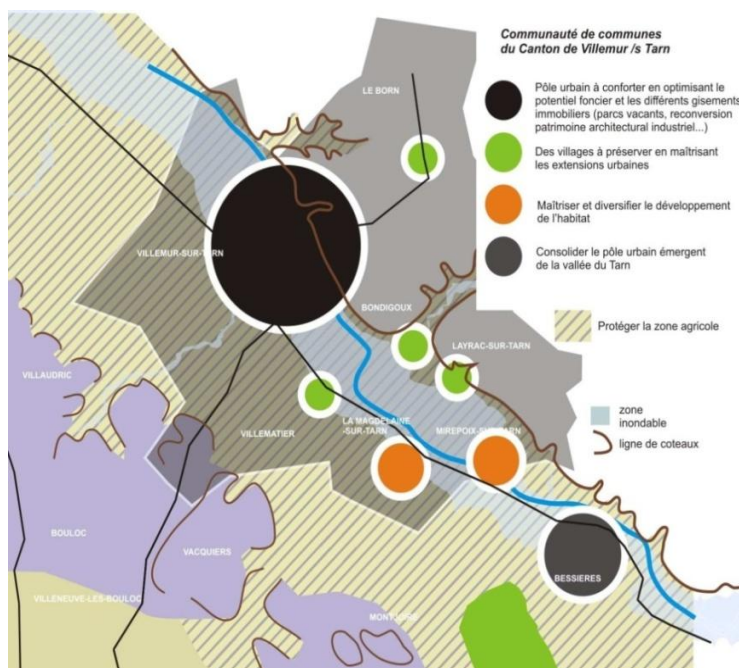 Communauté de communes
du Canton de Villemur /s Tarn
Pôle urbain à conforter en optimisant le
potentiel foncier et les différents gisements
immobiliers (parcs vacants, reconversion
patrimoine architectural industriel...)
Des villages à préserver en maîtrisant
les extensions urbaines
Maîtriser et diversifier le développement
de l'habitat
Consolider le pôle urbain émergent
de la vallée du Tarn
Protéger la zone agricole
zone
inondable
ligne de coteaux
LE BORN
VILLEMUR-SUR-TARN
BONDIGOUX
LAYRAC-SUR-TARN
VILLAUDRIC
VILLEMATIER
LA MAGDELAINE
-SUR-TARN
MIREPOIX-SUR-TARN
BOULOC
VACQUIERS
BESSIERES
VILLENEUVE-LES-BOULOC
MONTJOIRE